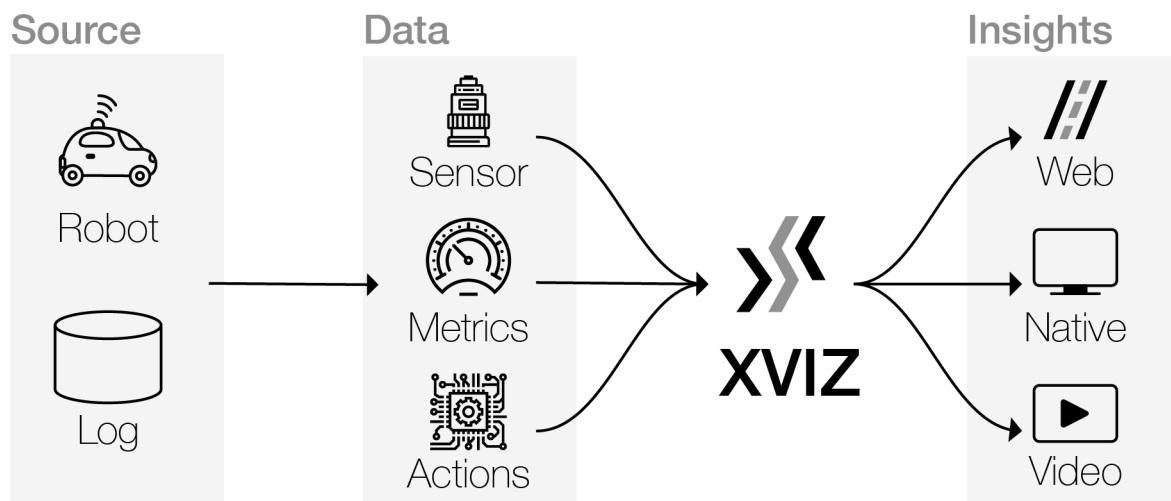 Source
Robot
Log
Data
Sensor
Metrics
Actions
XVIZ
Insights
Web
Native
Video